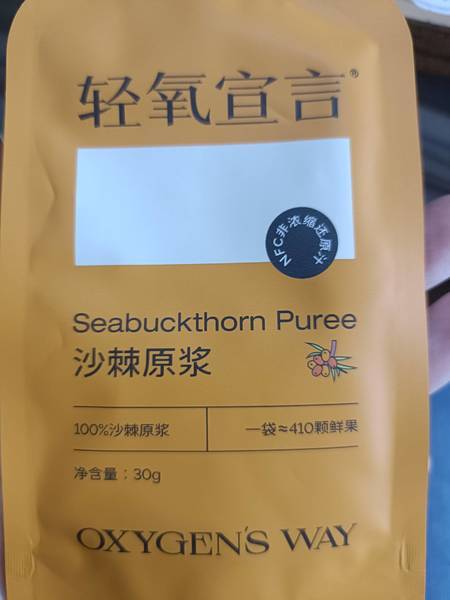 轻氧宣言®
NFC非浓缩还原汁
Seabuckthorn Puree
沙棘原浆
100%沙棘原浆
一袋≈410颗鲜果
净含量：30g
OXYGEN'S WAY